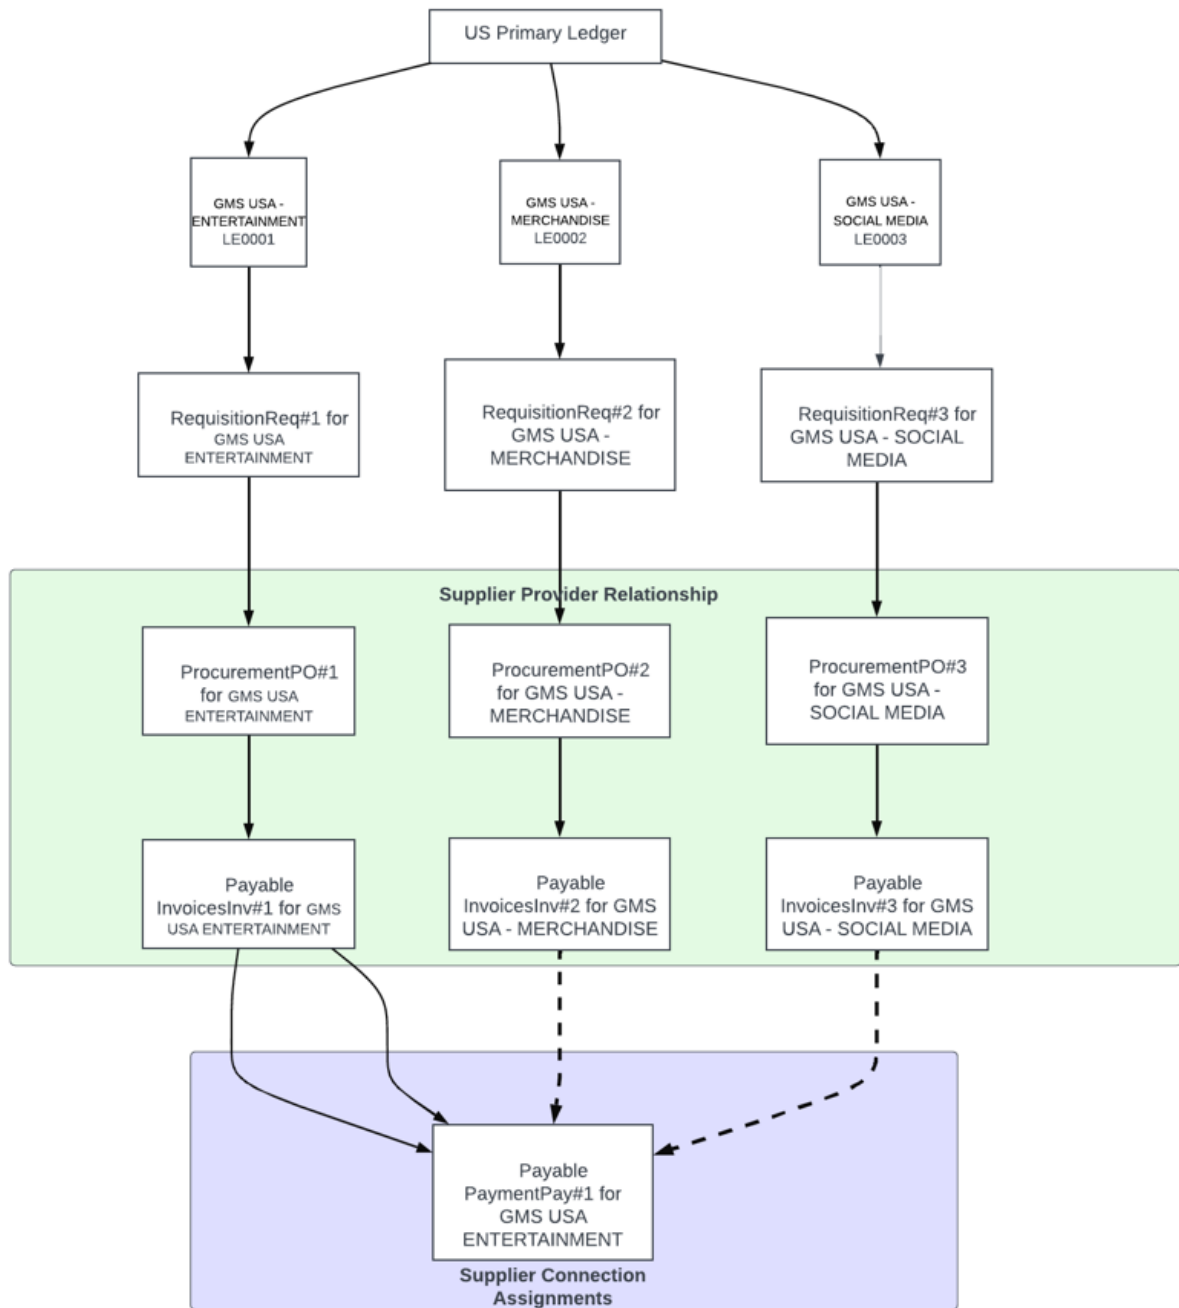 US Primary Ledger
GMS USA -
ENTERTAINMENT
LE0001
GMS USA -
MERCHANDISE
LE0002
GMS USA -
SOCIAL MEDIA
LE0003
RequisitionReq#1 for
GMS USA
ENTERTAINMENT
RequisitionReq#2 for
GMS USA -
MERCHANDISE
RequisitionReq#3 for
GMS USA - SOCIAL
MEDIA
Supplier Provider Relationship
ProcurementPO#1
for GMS USA
ENTERTAINMENT
ProcurementPO#2
for GMS USA -
MERCHANDISE
ProcurementPO#3
for GMS USA -
SOCIAL MEDIA
Payable
InvoicesInv#1 for GMS
USA ENTERTAINMENT
Payable
InvoicesInv#2 for GMS
USA - MERCHANDISE
Payable
InvoicesInv#3 for GMS
USA - SOCIAL MEDIA
Payable
PaymentPay#1 for
GMS USA
ENTERTAINMENT
Supplier Connection
Assignments